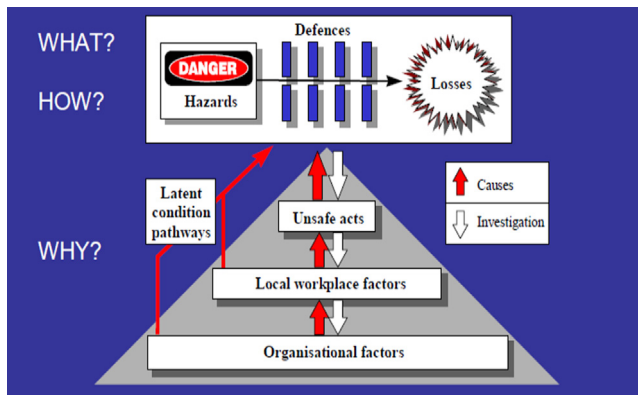 WHAT?
HOW?
WHY?
Defences
DANGER
Hazards
Losses
Latent
condition
pathways
Unsafe acts
Local workplace factors
Organisational factors
Causes
Investigation